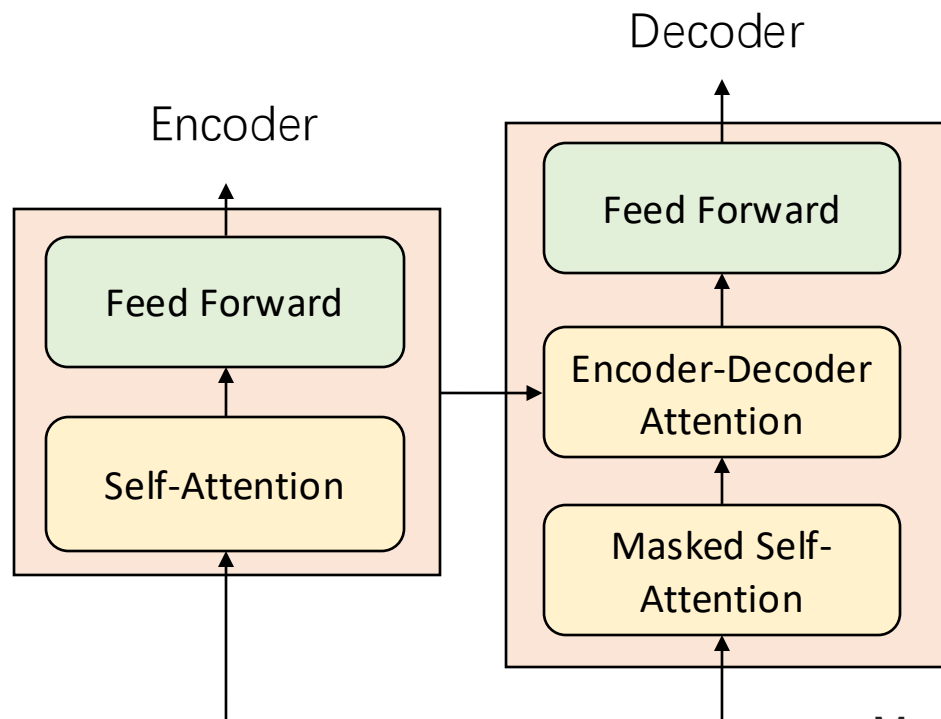 Decoder
Encoder
Feed Forward
Feed Forward
Encoder-Decoder
Attention
Self-Attention
Masked Self-
Attention